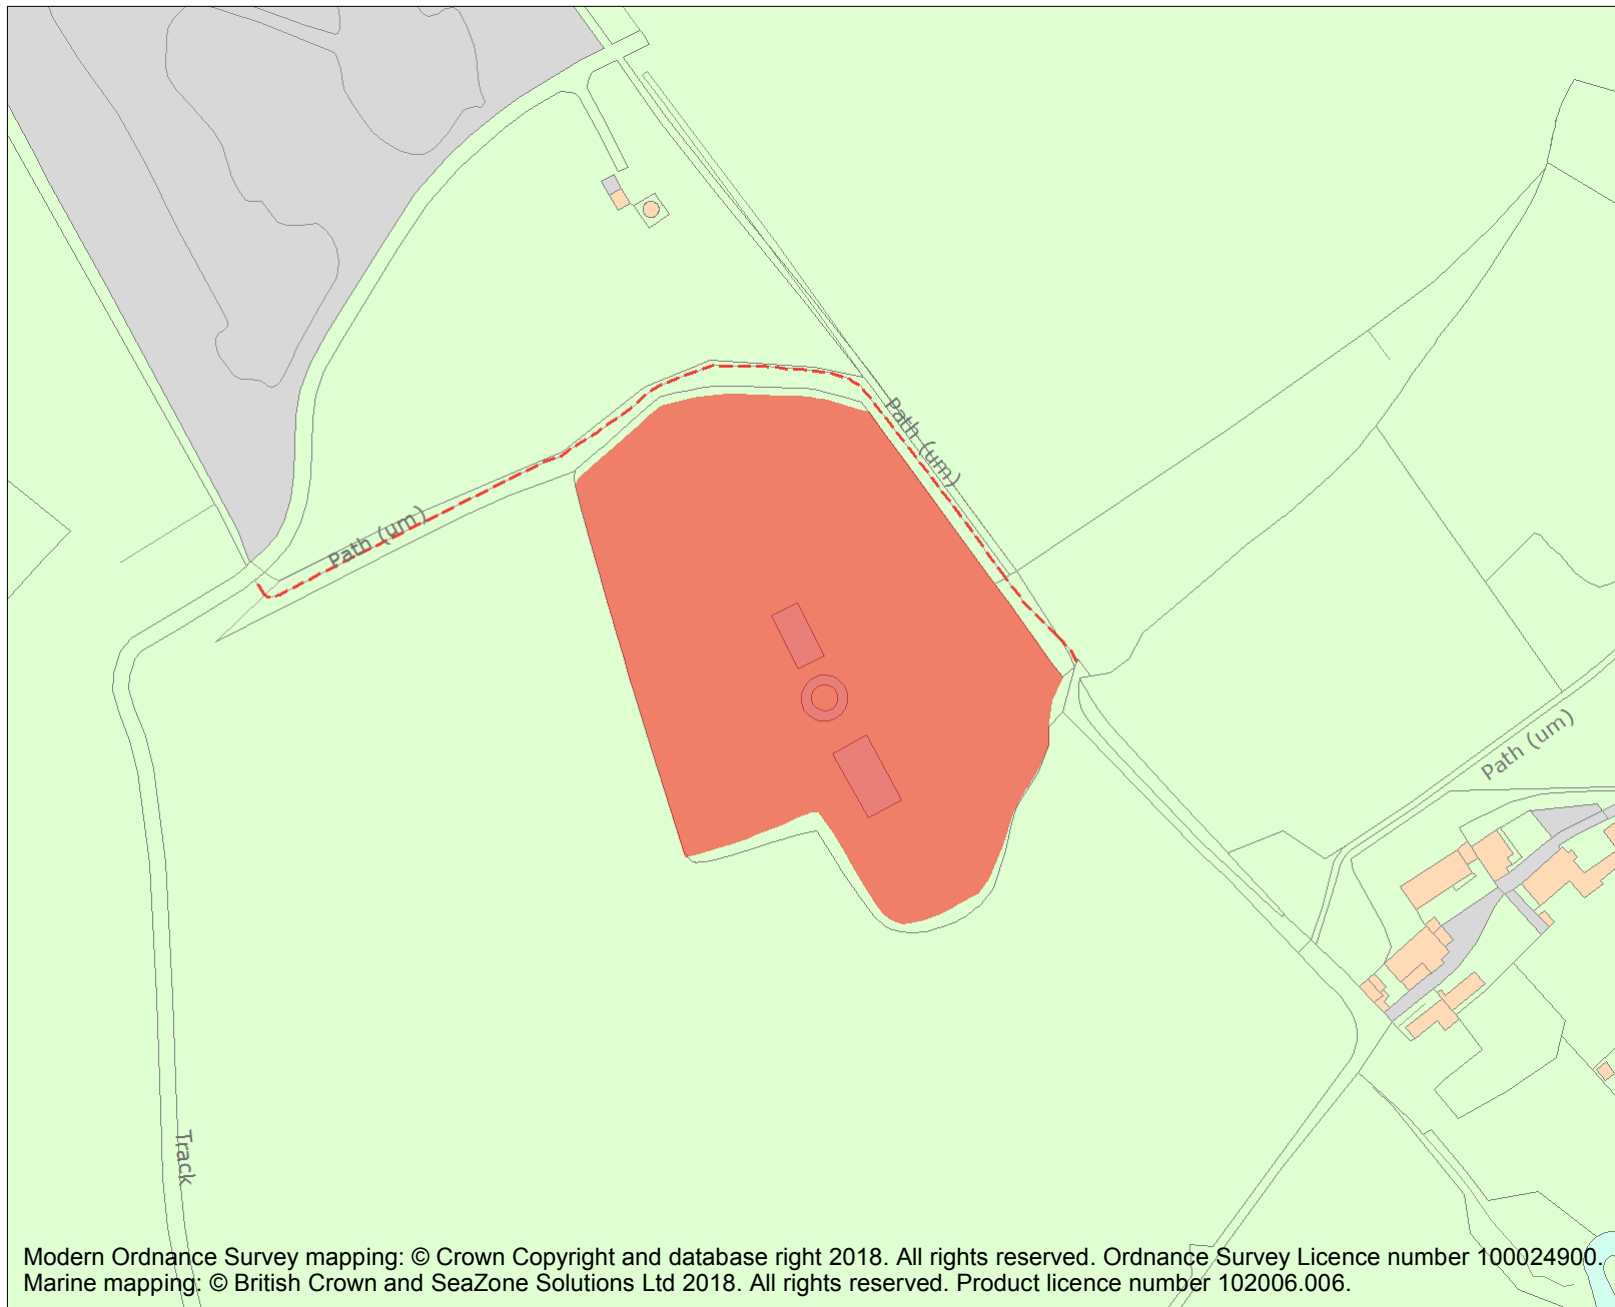 Path (um)
Path (um)
Path (um)
Track
Modern Ordnance Survey mapping: © Crown Copyright and database right 2018. All rights reserved. Ordnance Survey Licence number 100024900.
Marine mapping: © British Crown and SeaZone Solutions Ltd 2018. All rights reserved. Product licence number 102006.006.